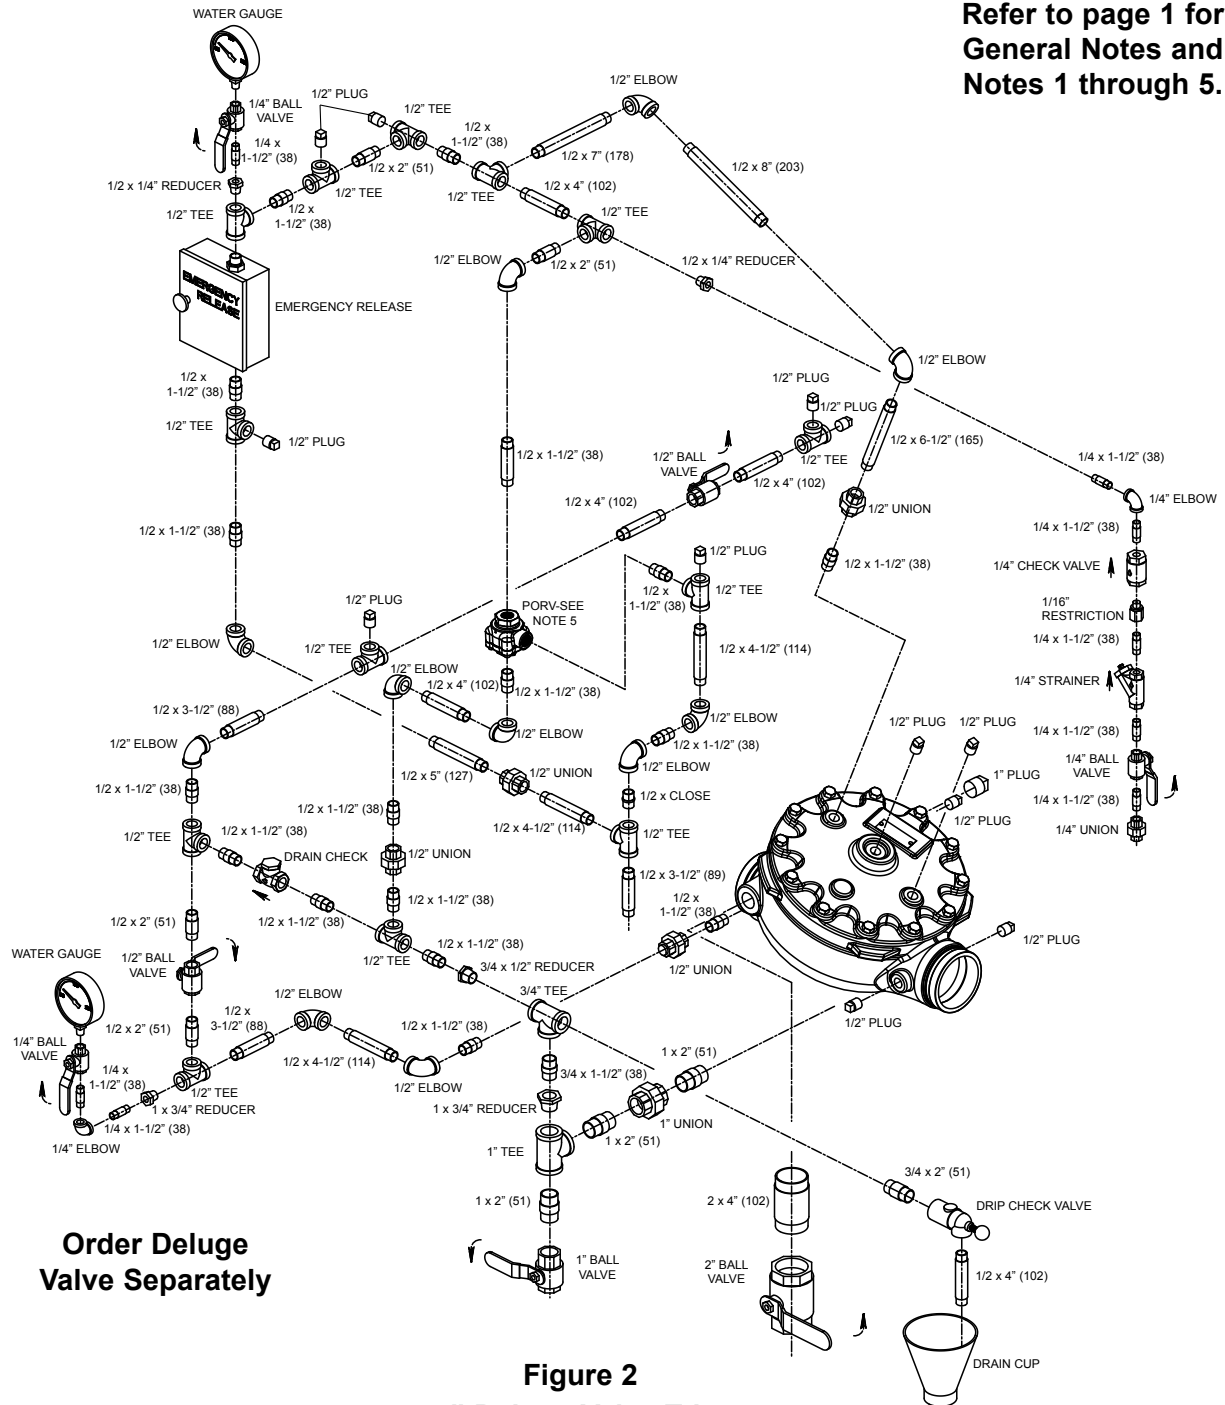 WATER GAUGE
Refer to page 1 for
General Notes and
Notes 1 through 5.
1/2” ELBOW
1/2” PLUG
1/4” BALL
VALVE
1/2” TEE
1/2 x
1-1/2” (38)
1/4 x
1-1/2” (38)
1/2 x 7” (178)
1/2 x 2” (51)
1/2 x 8” (203)
1/2 x 1/4” REDUCER
1/2” TEE
1/2” TEE
1/2 x 4” (102)
1/2” TEE
1/2 x
1-1/2” (38)
1/2” TEE
1/2” ELBOW
1/2 x 2” (51)
1/2 x 1/4” REDUCER
EMERGENCY
RELEASE
EMERGENCY RELEASE
1/2” ELBOW
1/2 x
1-1/2” (38)
1/2” PLUG
1/2” PLUG
1/2” TEE
1/2” PLUG
1/2 x 6-1/2” (165)
1/2 x 1-1/2” (38)
1/2” BALL
VALVE
1/2” TEE
1/4 x 1-1/2” (38)
1/2 x 4” (102)
1/2 x 4” (102)
1/4” ELBOW
1/2” UNION
1/2 x 1-1/2” (38)
1/4 x 1-1/2” (38)
1/2” PLUG
1/2 x 1-1/2” (38)
1/4” CHECK VALVE
1/2 x
1-1/2” (38)
1/2” TEE
1/2” PLUG
PORV-SEE
NOTE 5
1/16”
RESTRICTION
1/2” ELBOW
1/2” TEE
1/2 x 4-1/2” (114)
1/4 x 1-1/2” (38)
1/2” ELBOW
1/2 x 4” (102)
1/2 x 1-1/2” (38)
1/4” STRAINER
1/2 x 3-1/2” (88)
1/2” ELBOW
1/2” ELBOW
1/2” PLUG
1/2” PLUG
1/4 x 1-1/2” (38)
1/2” ELBOW
1/2 x 1-1/2” (38)
1/2 x 5” (127)
1/2” UNION
1/2” ELBOW
1/4” BALL
VALVE
1” PLUG
1/2 x 1-1/2” (38)
1/2 x CLOSE
1/4 x 1-1/2” (38)
1/2 x 1-1/2” (38)
1/2” PLUG
1/2” TEE
1/2 x 1-1/2” (38)
1/2 x 4-1/2” (114)
1/2” TEE
1/4” UNION
DRAIN CHECK
1/2” UNION
1/2 x 3-1/2” (89)
1/2 x
1-1/2” (38)
1/2 x 1-1/2” (38)
1/2 x 2” (51)
1/2 x 1-1/2” (38)
1/2 x 1-1/2” (38)
1/2” PLUG
WATER GAUGE
1/2” BALL
VALVE
1/2” TEE
3/4 x 1/2” REDUCER
1/2” UNION
1/2” ELBOW
3/4” TEE
1/2” PLUG
1/2 x 2” (51)
1/2 x
3-1/2” (88)
1/2 x 1-1/2” (38)
1/4” BALL
VALVE
1/2 x 4-1/2” (114)
1 x 2” (51)
1/4 x
1-1/2” (38)
1/2” TEE
1/2” ELBOW
3/4 x 1-1/2” (38)
1 x 3/4” REDUCER
1 x 3/4” REDUCER
1” UNION
1/4 x 1-1/2” (38)
1/4” ELBOW
1” TEE
1 x 2” (51)
3/4 x 2” (51)
1 x 2” (51)
2 x 4” (102)
DRIP CHECK VALVE
Order Deluge
Valve Separately
1” BALL
VALVE
2” BALL
VALVE
1/2 x 4” (102)
DRAIN CUP
Figure 2